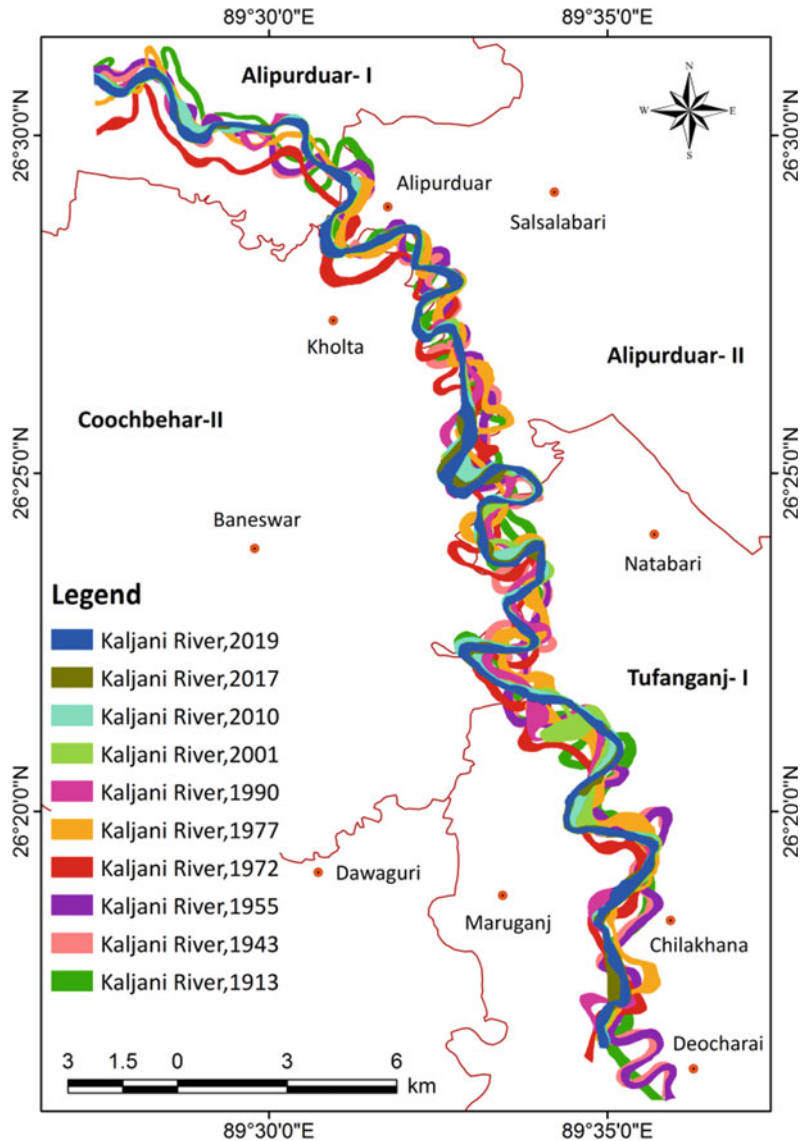 89°30'0"E 89°35'0"E
26°30'0"N 26°30'0"N
26°25'0"N 26°25'0"N
26°20'0"N 26°20'0"N
Alipurduar- I
N
W E
S
Alipurduar
Salsalabari
Kholta
Alipurduar- II
Coochbehar-II
Baneswar
Natabari
Tufanganj- I
Legend
Kaljani River,2019
Kaljani River,2017
Kaljani River,2010
Kaljani River,2001
Kaljani River,1990
Kaljani River,1977
Kaljani River,1972
Kaljani River,1955
Kaljani River,1943
Kaljani River,1913
Dawaguri
Maruganj
Chilakhana
Deocharai
3 1.5 0 3 6
km
89°30'0"E 89°35'0"E